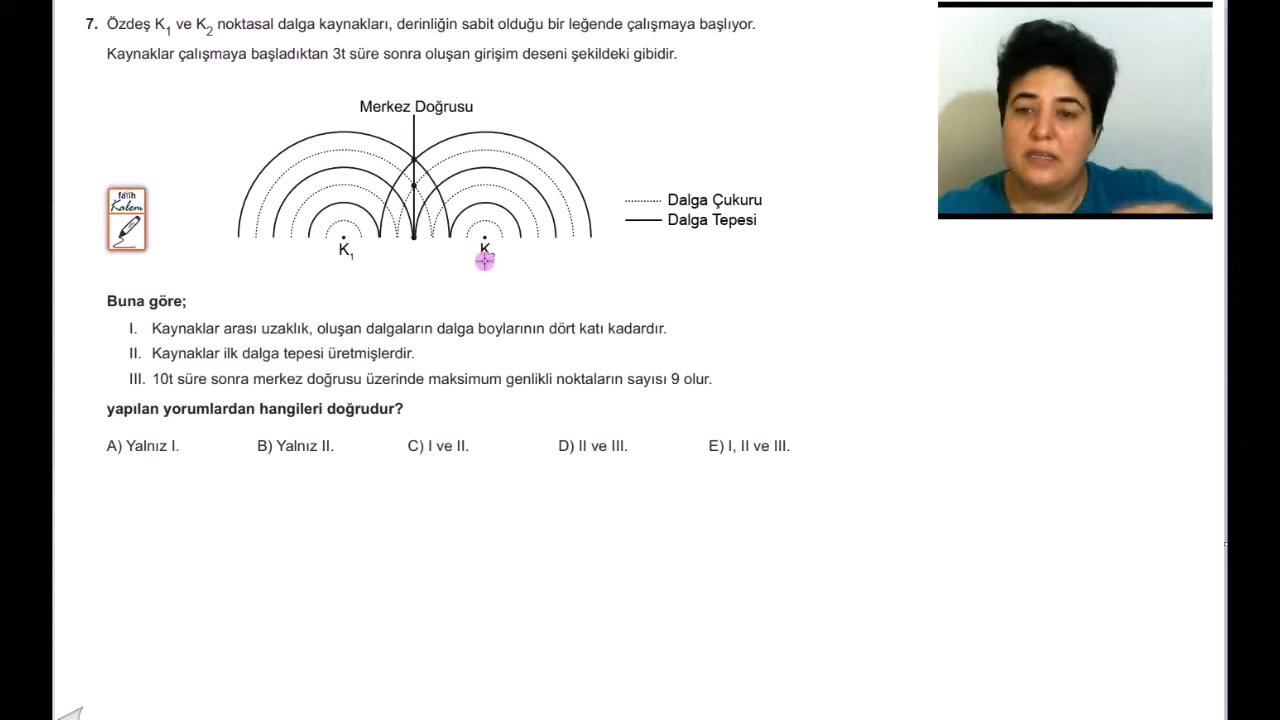 7. Özdeş K1 ve K2 noktasal dalga kaynakları, derinliğin sabit olduğu bir leğende çalışmaya başlıyor.
Kaynaklar çalışmaya başladıktan 3t süre sonra oluşan girişim deseni şekildeki gibidir.
Merkez Doğrusu
fatih
Kalem
Dalga Çukuru
Dalga Tepesi
K1
K2
Buna göre;
I. Kaynaklar arası uzaklık, oluşan dalgaların dalga boylarının dört katı kadardır.
II. Kaynaklar ilk dalga tepesi üretmişlerdir.
III. 10t süre sonra merkez doğrusu üzerinde maksimum genlikli noktaların sayısı 9 olur.
yapılan yorumlardan hangileri doğrudur?
A) Yalnız I. B) Yalnız II. C) I ve II. D) II ve III. E) I, II ve III.